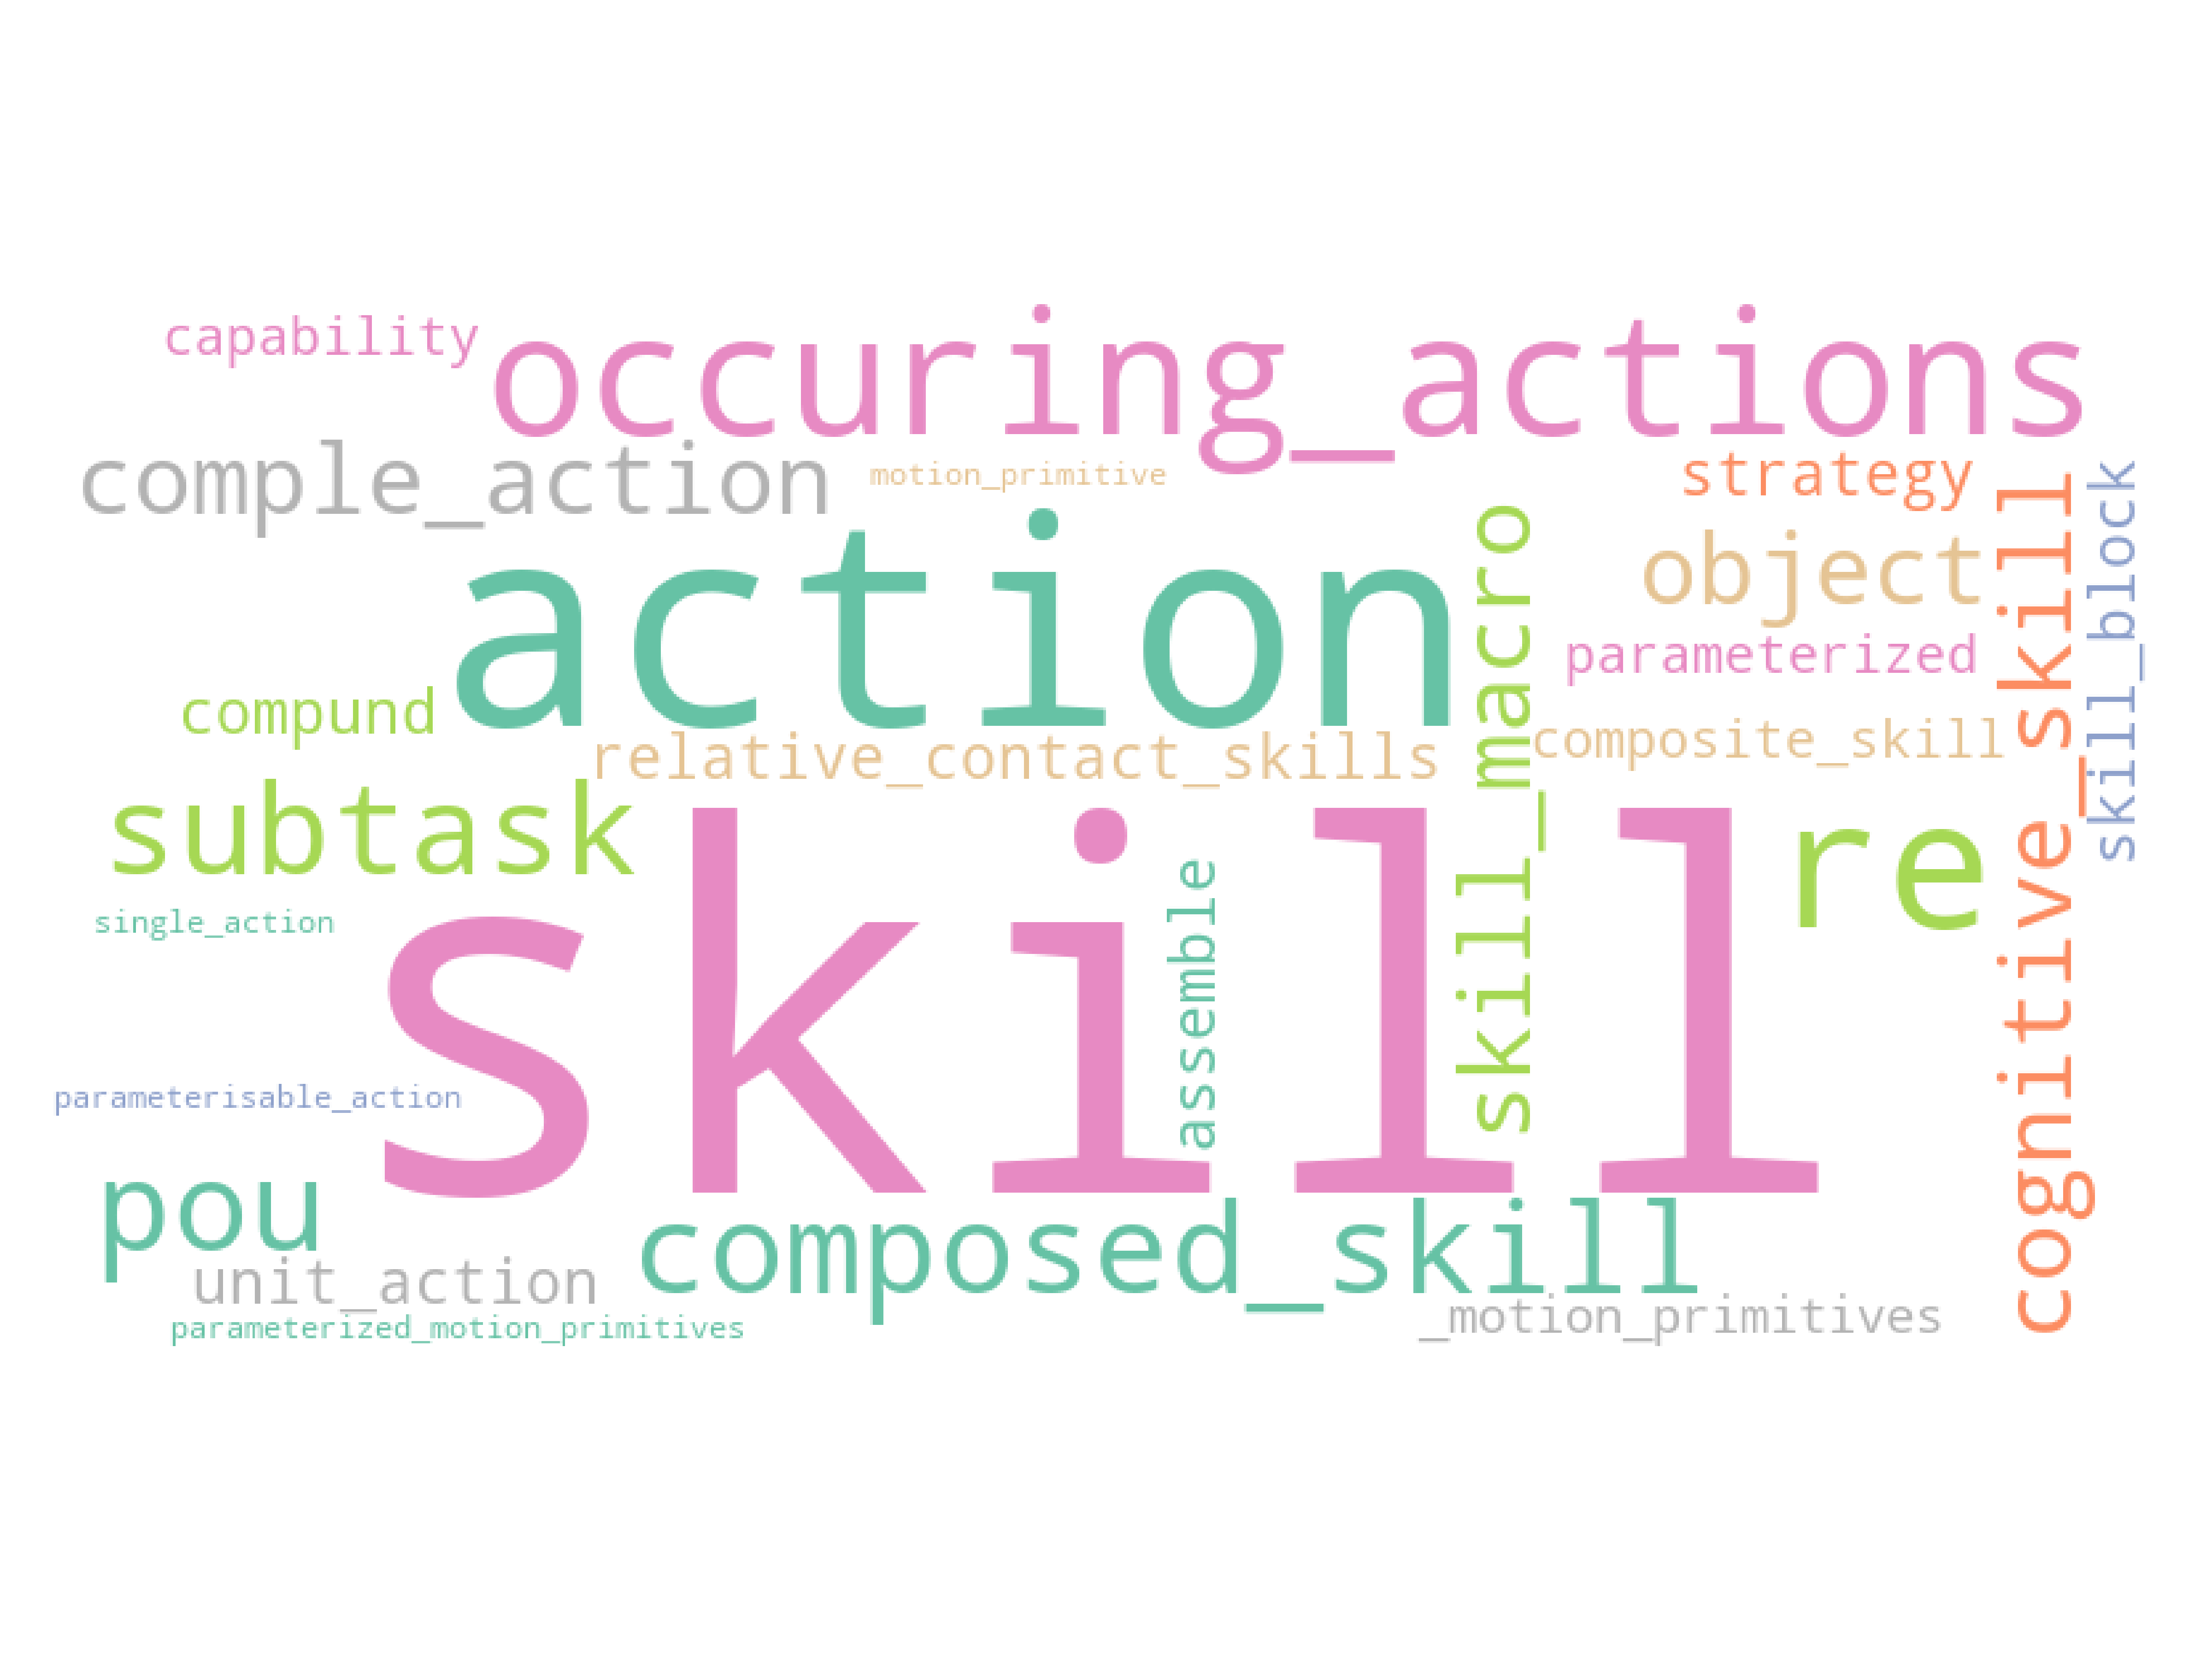 capability
occuring_actions
comple_action
motion_primitive
strategy
action
skill_macro
object
cognitive_skill
skill_block
parameterized
compund
relative_contact_skills
composite_skill
subtask
skill
assemble
re
single_action
parameterisable_action
pou
composed_skill
unit_action
parameterized_motion_primitives
_motion_primitives